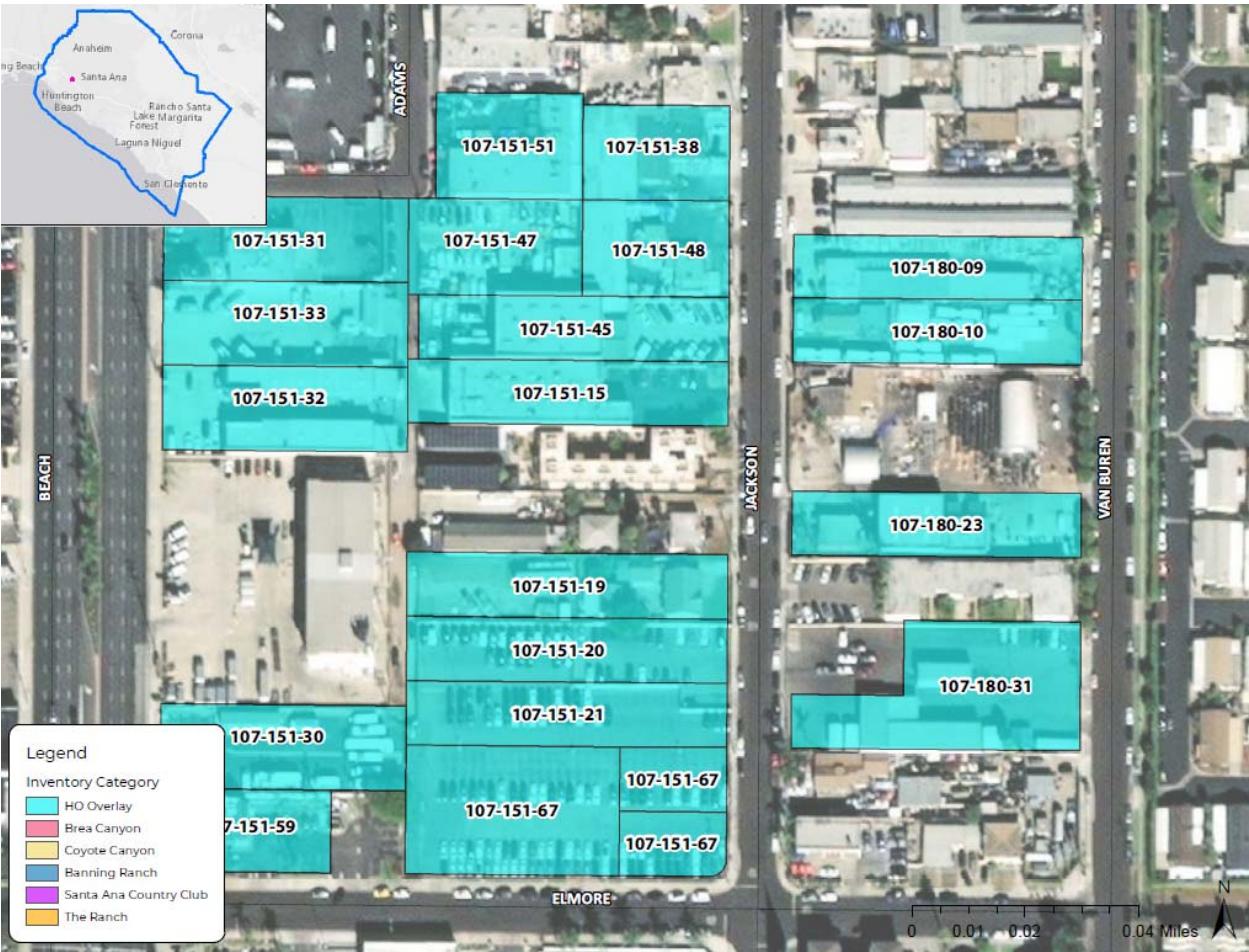 Anaheim
Corona
ng Beach
Santa Ana
Huntington
Beach
Rancho Santa
Lake Margarita
Forest
Laguna Niguel
San Clemente
ADAMS
107-151-51
107-151-38
107-151-31
107-151-47
107-151-48
107-180-09
107-151-33
107-151-45
107-180-10
107-151-32
107-151-15
BEACH
JACKSON
VAN BUREN
107-180-23
107-151-19
107-151-20
107-180-31
107-151-21
107-151-30
107-151-67
107-151-67
7-151-59
107-151-67
ELMORE
Legend
Inventory Category
HO Overlay
Brea Canyon
Coyote Canyon
Banning Ranch
Santa Ana Country Club
The Ranch
N
0 0.01 0.02 0.04 Miles